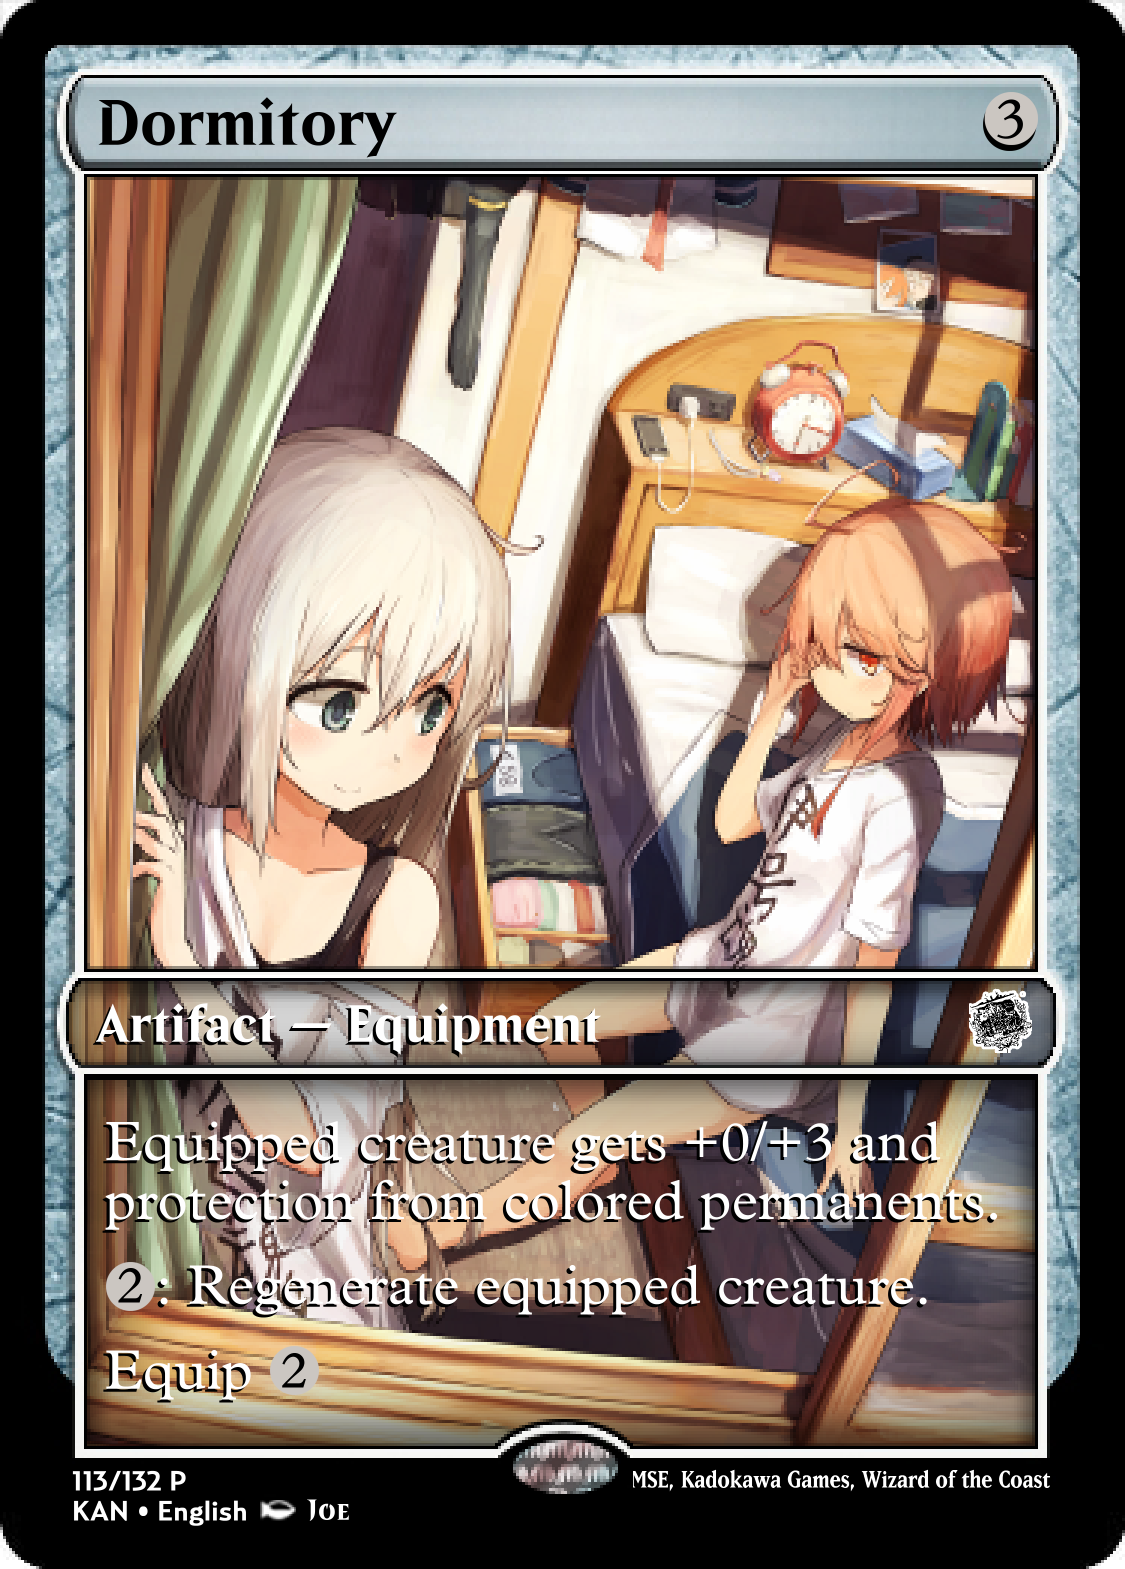 Dormitory 3
Artifact — Equipment
Equipped creature gets +0/+3 and
protection from colored permanents.
2: Regenerate equipped creature.
Equip 2
113/132 P
MSE, Kadokawa Games, Wizard of the Coast
KAN • English JOE